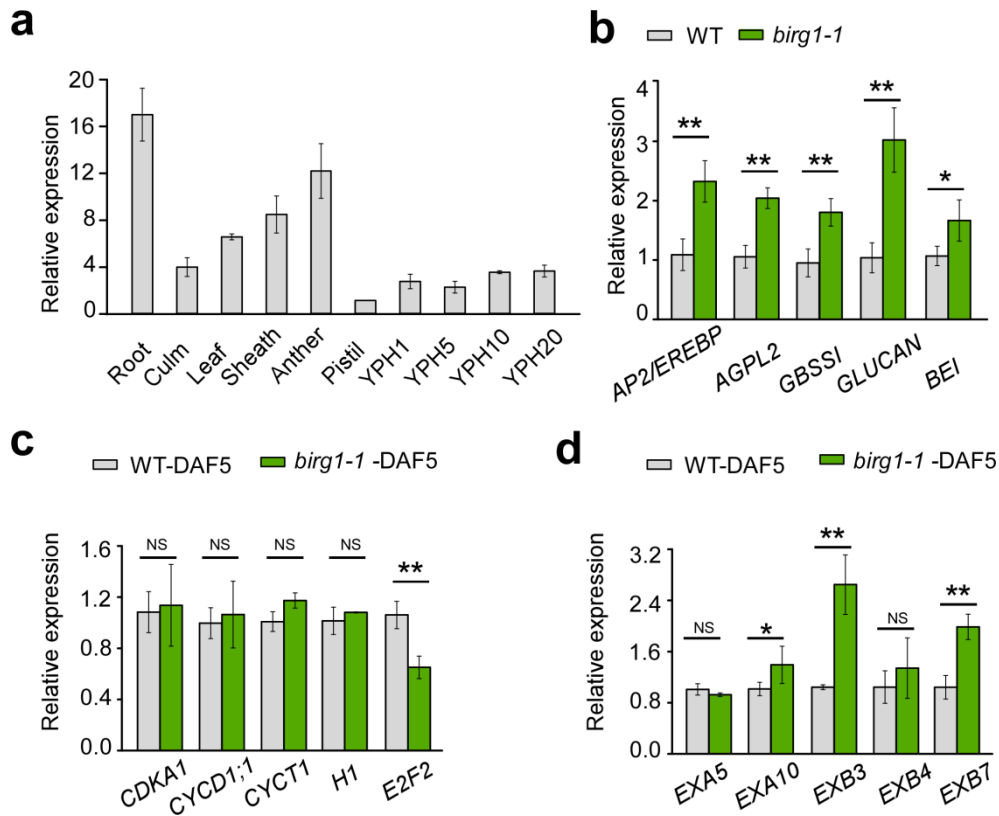 a
20
16
12
8
4
0
Relative expression
Root
Culm
Leaf
Sheath
Anther
Pistil
YPH1
YPH5
YPH10
YPH20
b
WT birg1-1
4
3
2
1
0
Relative expression
** ** ** ** *
AP2/EREBP
AGPL2
GBSSI
GLUCAN
BEI
c
WT-DAF5 birg1-1 -DAF5
1.6
1.2
0.8
0.4
0.0
Relative expression
NS NS NS NS **
CDKA1
CYCD1;1
CYCT1
H1
E2F2
d
WT-DAF5 birg1-1 -DAF5
3.2
2.4
1.6
0.8
0.0
Relative expression
NS * ** NS **
EXA5
EXA10
EXB3
EXB4
EXB7